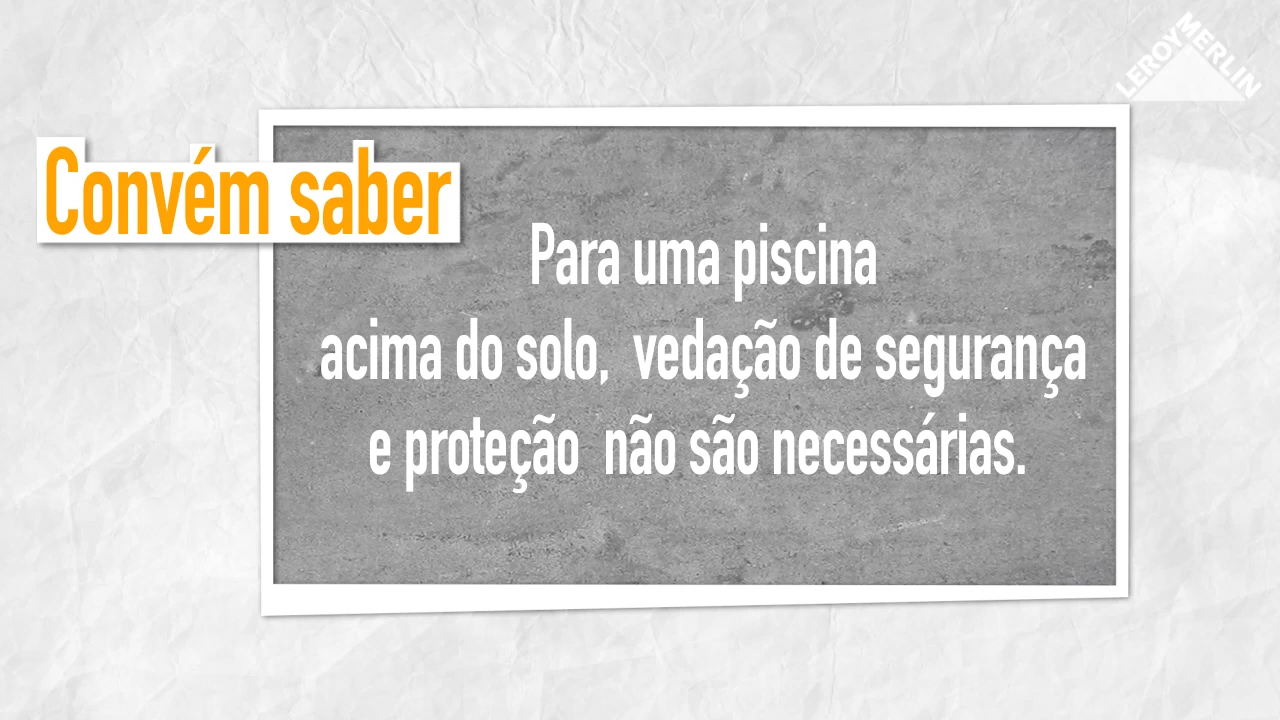 LEROY MERLIN
Convém saber
Para uma piscina
acima do solo, vedação de segurança
e proteção não são necessárias.